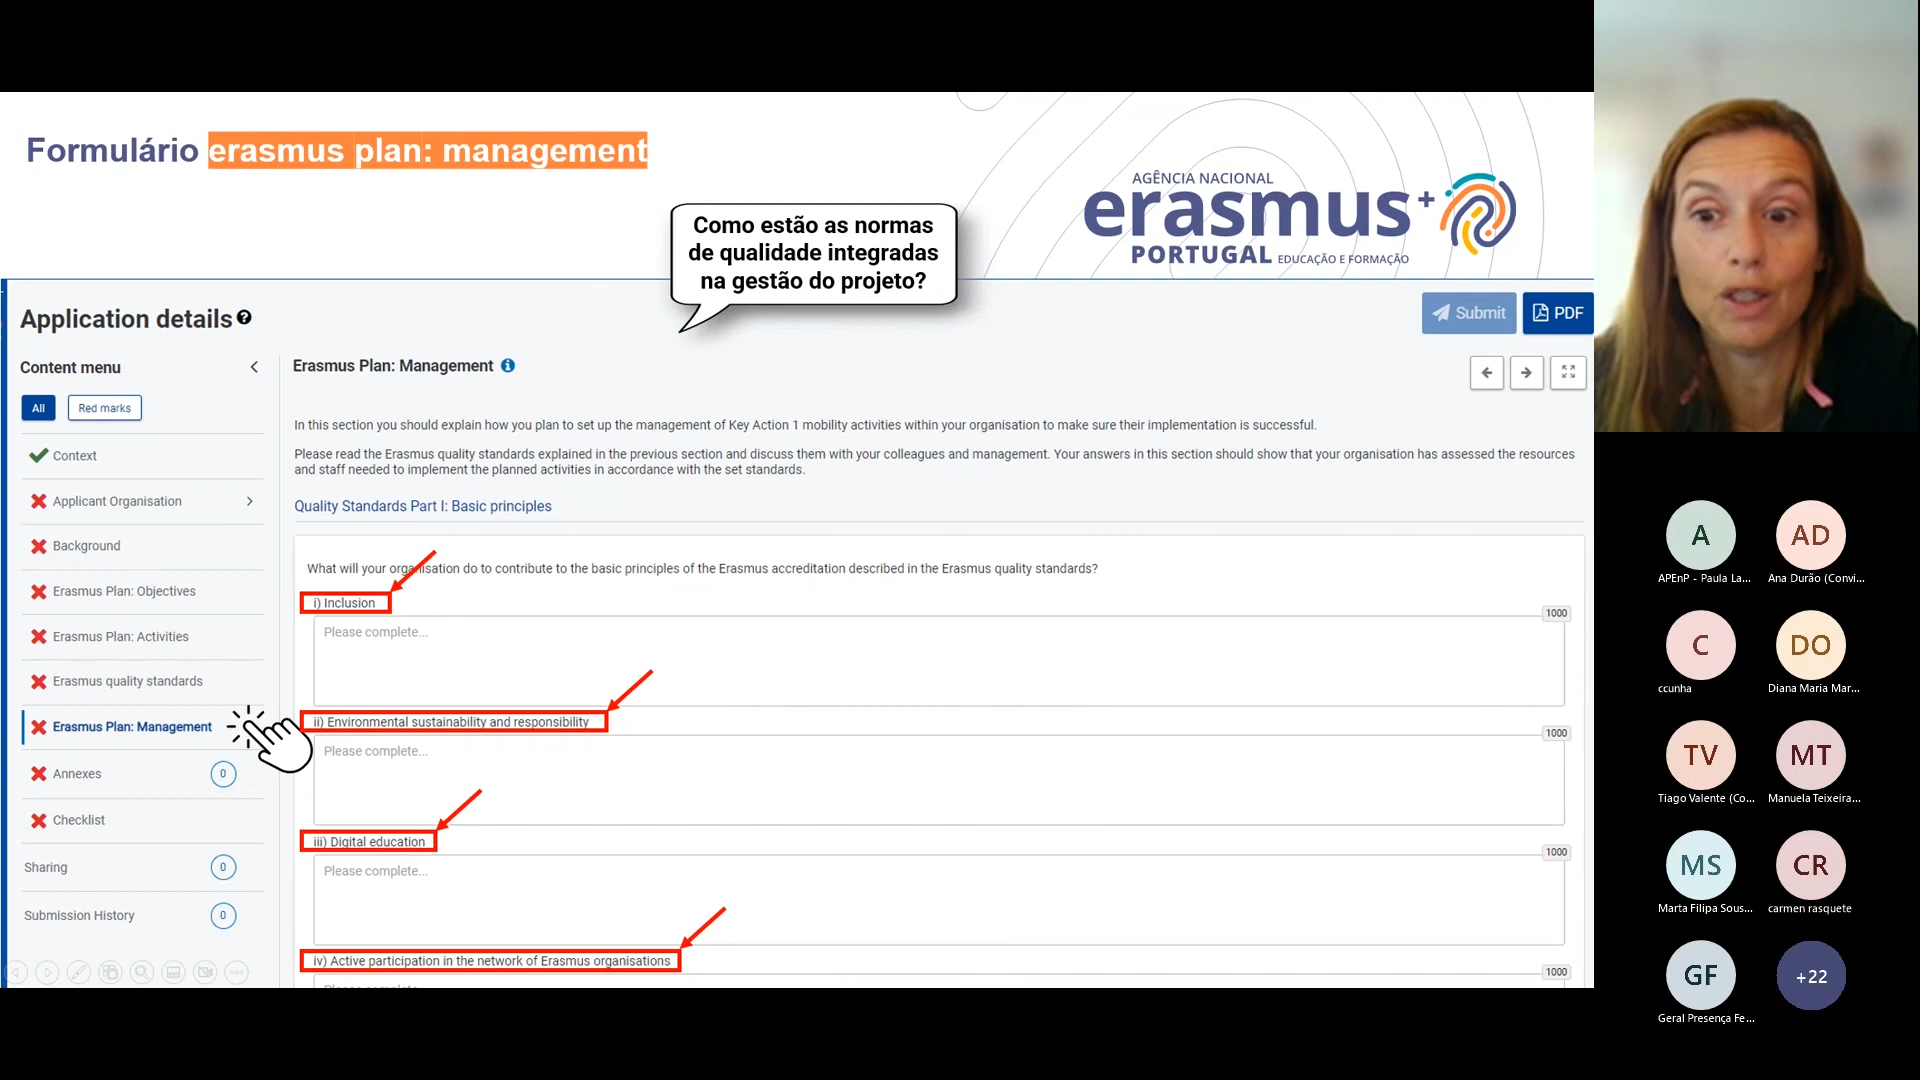 Formulário erasmus plan: management
Como estão as normas
de qualidade integradas
na gestão do projeto?
AGÊNCIA NACIONAL
erasmus+
PORTUGAL EDUCAÇÃO E FORMAÇÃO
Application details
Submit
PDF
Content menu
All
Red marks
Context
Applicant Organisation
Background
Erasmus Plan: Objectives
Erasmus Plan: Activities
Erasmus quality standards
Erasmus Plan: Management
Annexes
0
Checklist
Sharing
0
Submission History
0
Erasmus Plan: Management
In this section you should explain how you plan to set up the management of Key Action 1 mobility activities within your organisation to make sure their implementation is successful.
Please read the Erasmus quality standards explained in the previous section and discuss them with your colleagues and management. Your answers in this section should show that your organisation has assessed the resources
and staff needed to implement the planned activities in accordance with the set standards.
Quality Standards Part I: Basic principles
What will your organisation do to contribute to the basic principles of the Erasmus accreditation described in the Erasmus quality standards?
i) Inclusion
1000
Please complete...
ii) Environmental sustainability and responsibility
1000
Please complete...
iii) Digital education
1000
Please complete...
iv) Active participation in the network of Erasmus organisations
1000
A
APEnP - Paula La...
AD
Ana Durão (Convi...
C
ccunha
DO
Diana Maria Mar...
TV
Tiago Valente (Co...
MT
Manuela Teixeira...
MS
Marta Filipa Sous...
CR
carmen rasquete
GF
Geral Presença Fe...
+22